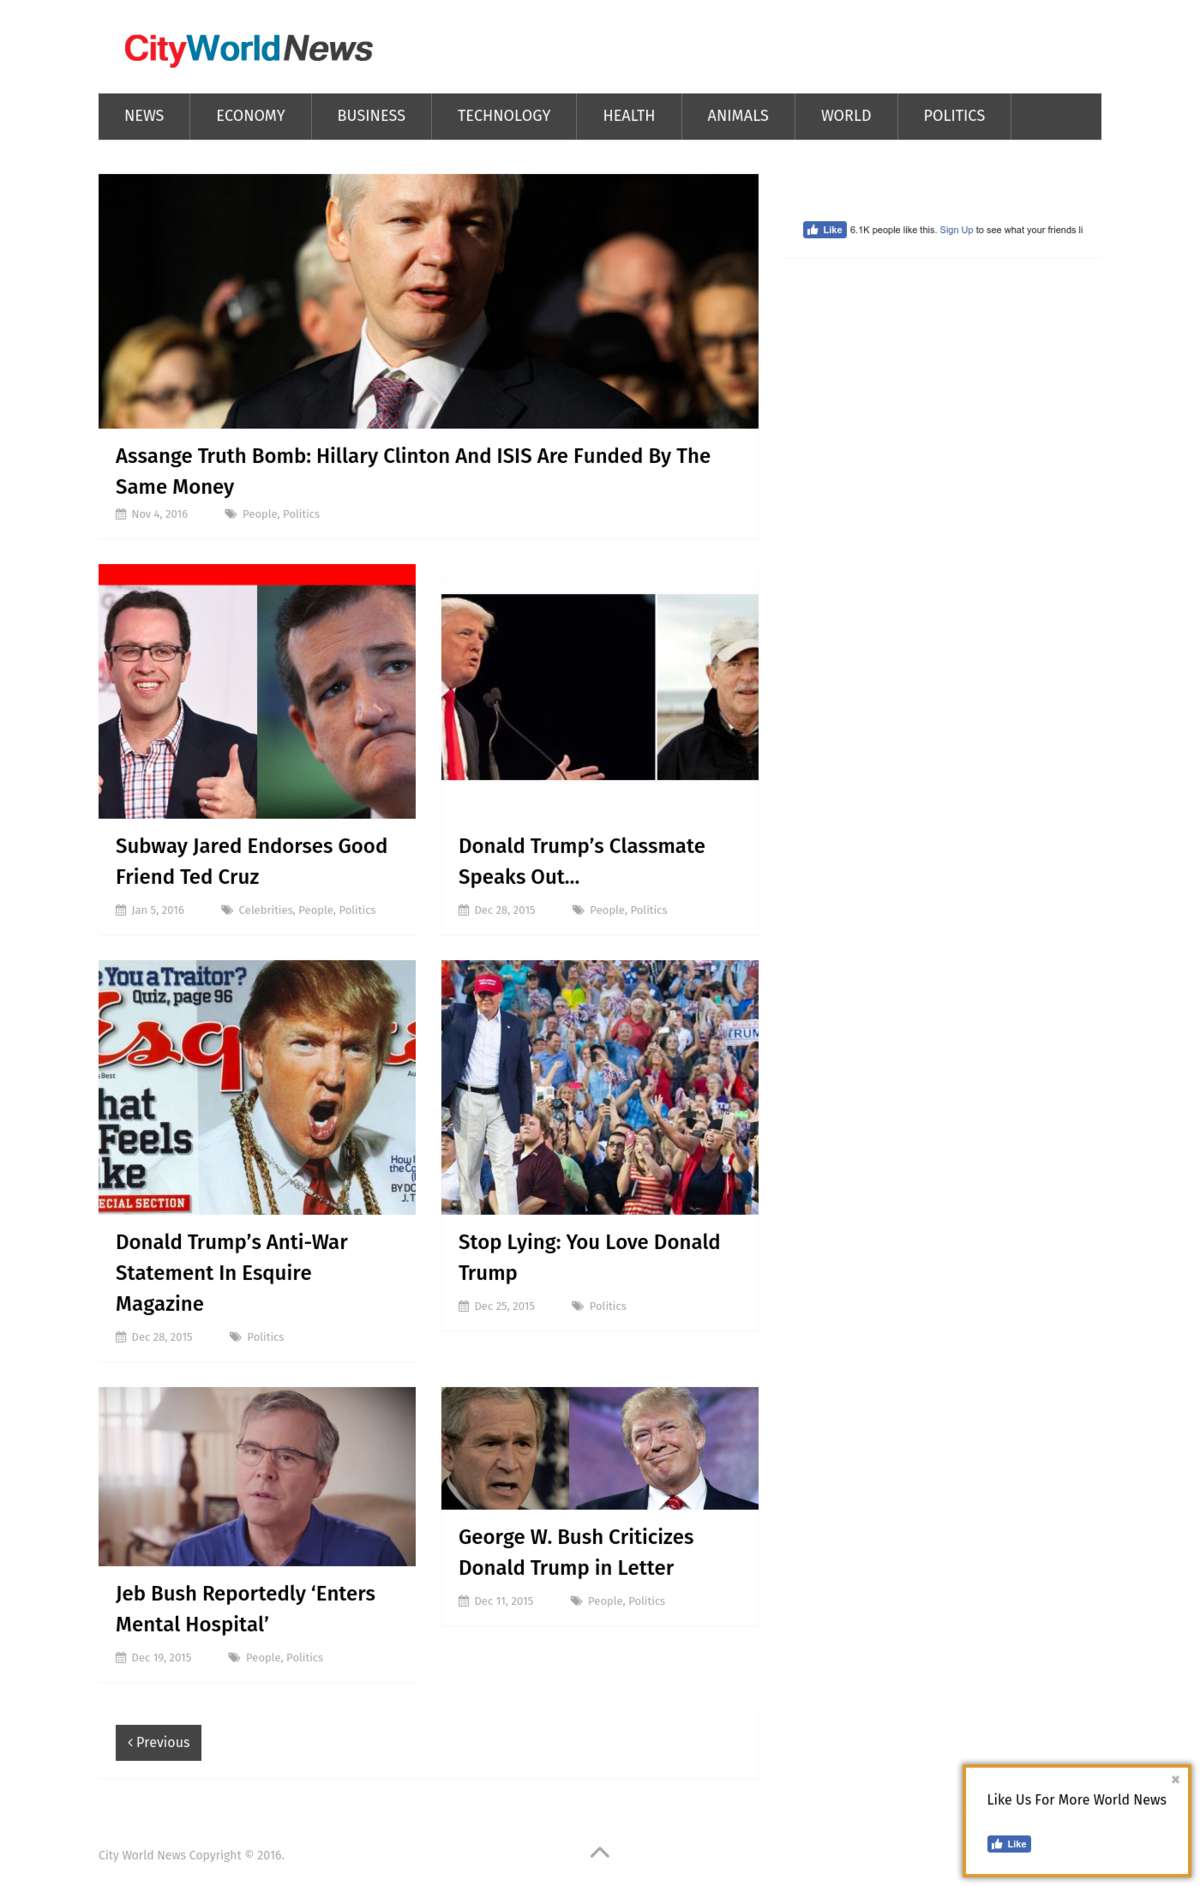 CityWorldNews
NEWS
ECONOMY
BUSINESS
TECHNOLOGY
HEALTH
ANIMALS
WORLD
POLITICS
Like 6.1K people like this. Sign Up to see what your friends li
Assange Truth Bomb: Hillary Clinton And ISIS Are Funded By The
Same Money
Nov 4, 2016 People, Politics
Subway Jared Endorses Good
Friend Ted Cruz
Jan 5, 2016 Celebrities, People, Politics
Donald Trump’s Classmate
Speaks Out…
Dec 28, 2015 People, Politics
You a Traitor?
Quiz, page 96
Esq
Best
hat
Feels
ke
ECIAL SECTION
How I
the Co
BY DO
J.T
Donald Trump’s Anti-War
Statement In Esquire
Magazine
Dec 28, 2015 Politics
TRUM
Stop Lying: You Love Donald
Trump
Dec 25, 2015 Politics
Jeb Bush Reportedly ‘Enters
Mental Hospital’
Dec 19, 2015 People, Politics
George W. Bush Criticizes
Donald Trump in Letter
Dec 11, 2015 People, Politics
‹ Previous
Like Us For More World News
Like
City World News Copyright © 2016.